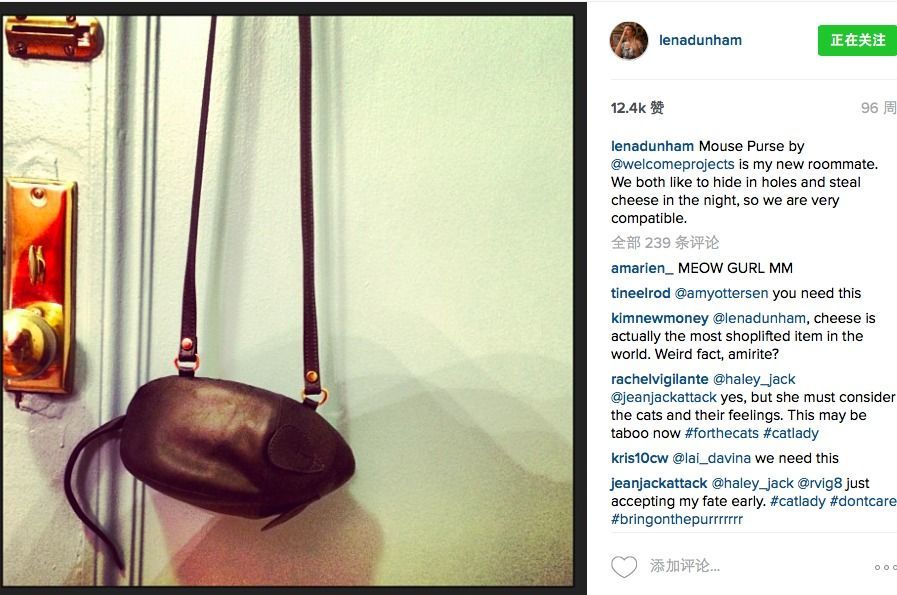 lenadunham
正在关注
12.4k 赞
96 周
lenadunham Mouse Purse by
@welcomeprojects is my new roommate.
We both like to hide in holes and steal
cheese in the night, so we are very
compatible.
全部 239 条评论
amarien_ MEOW GURL MM
tineelrod @amyottersen you need this
kimnewmoney @lenadunham, cheese is
actually the most shoplifted item in the
world. Weird fact, amirite?
rachelvigilante @haley_jack
@jeanjackattack yes, but she must consider
the cats and their feelings. This may be
taboo now #forthecats #catlady
kris10cw @lai_davina we need this
jeanjackattack @haley_jack @rvig8 just
accepting my fate early. #catlady #dontcare
#bringonthepurrrrrrr
添加评论...